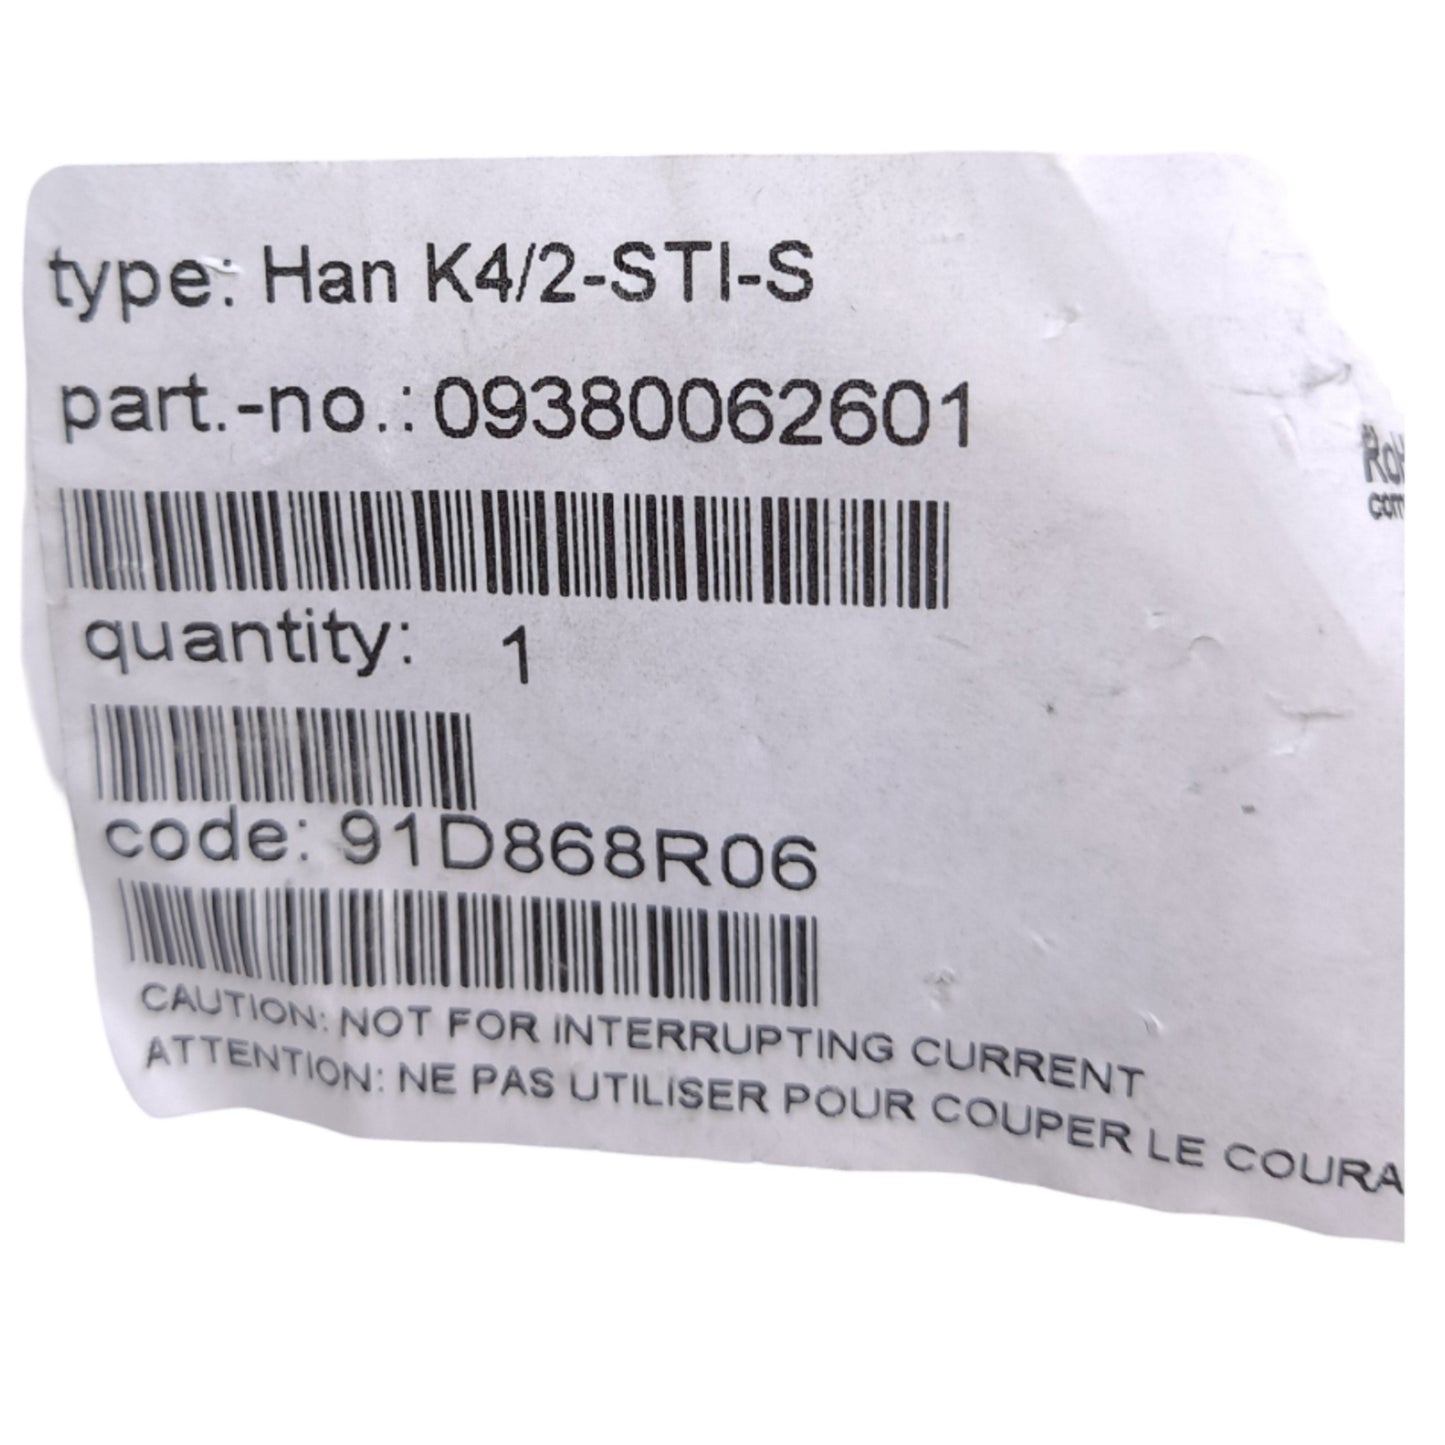 type: Han K4/2-STI-S
part.-no.: 09380062601
quantity: 1
code: 91D868R06
CAUTION: NOT FOR INTERRUPTING CURRENT
ATTENTION: NE PAS UTILISER POUR COUPER LE COURA